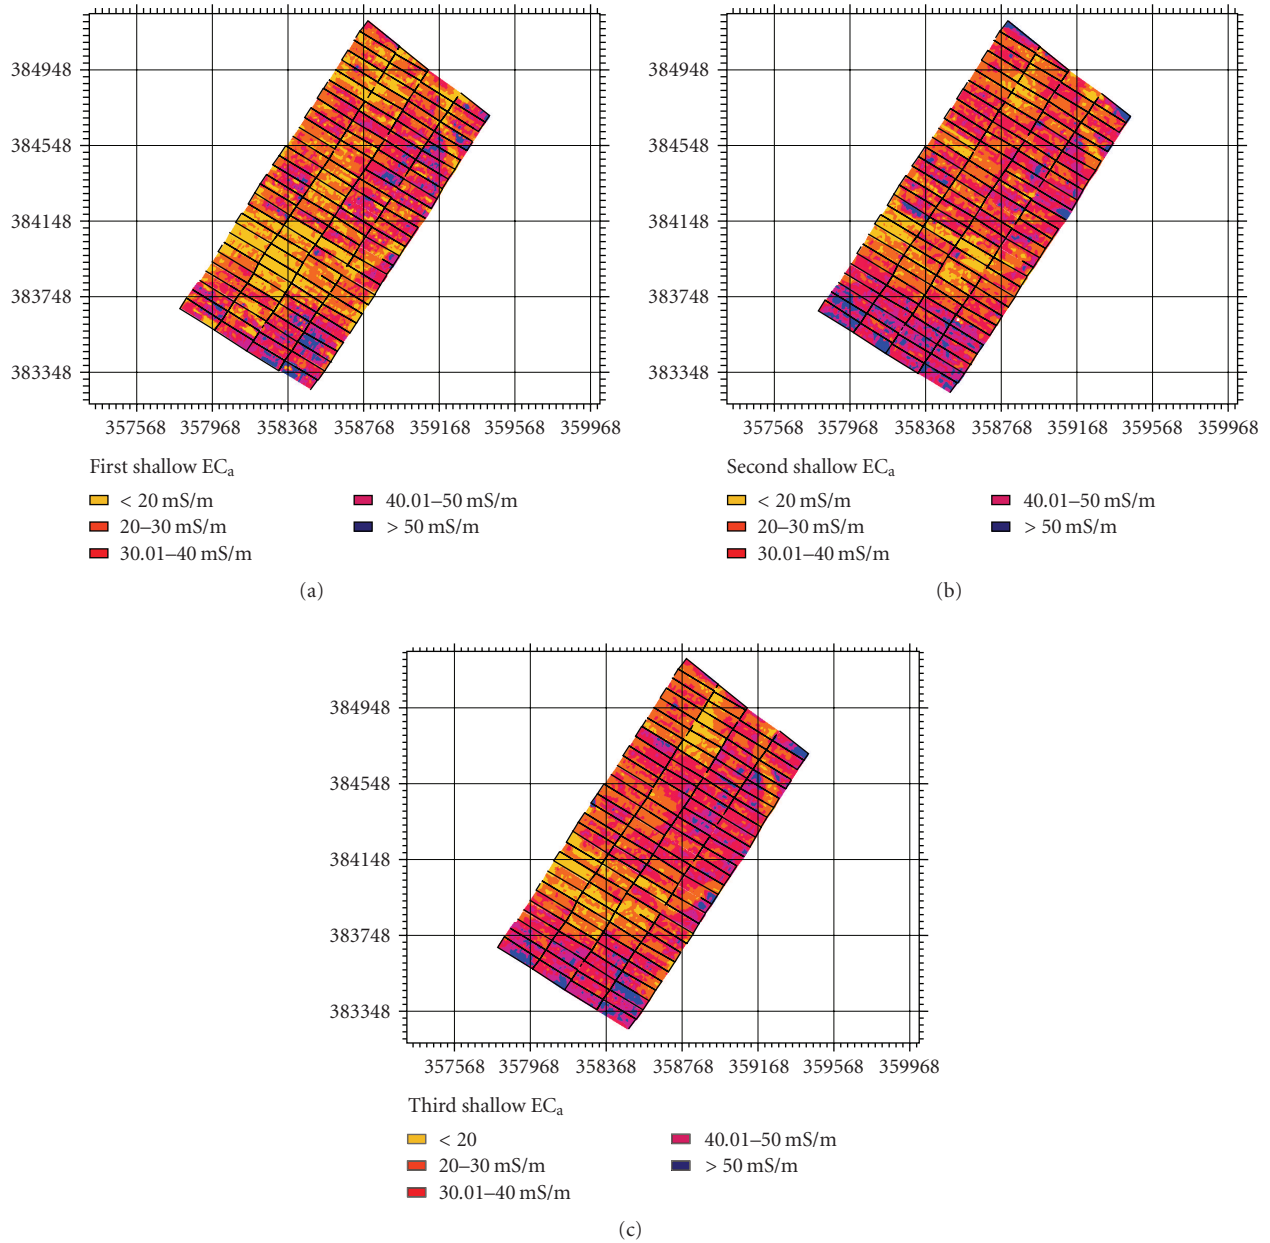 384948
384548
384148
383748
383348
357568 357968 358368 358768 359168 359568 359968
First shallow ECa
< 20 mS/m
20–30 mS/m
30.01–40 mS/m
40.01–50 mS/m
> 50 mS/m
(a)
384948
384548
384148
383748
383348
357568 357968 358368 358768 359168 359568 359968
Second shallow ECa
< 20 mS/m
20–30 mS/m
30.01–40 mS/m
40.01–50 mS/m
> 50 mS/m
(b)
384948
384548
384148
383748
383348
357568 357968 358368 358768 359168 359568 359968
Third shallow ECa
< 20
20–30 mS/m
30.01–40 mS/m
40.01–50 mS/m
> 50 mS/m
(c)